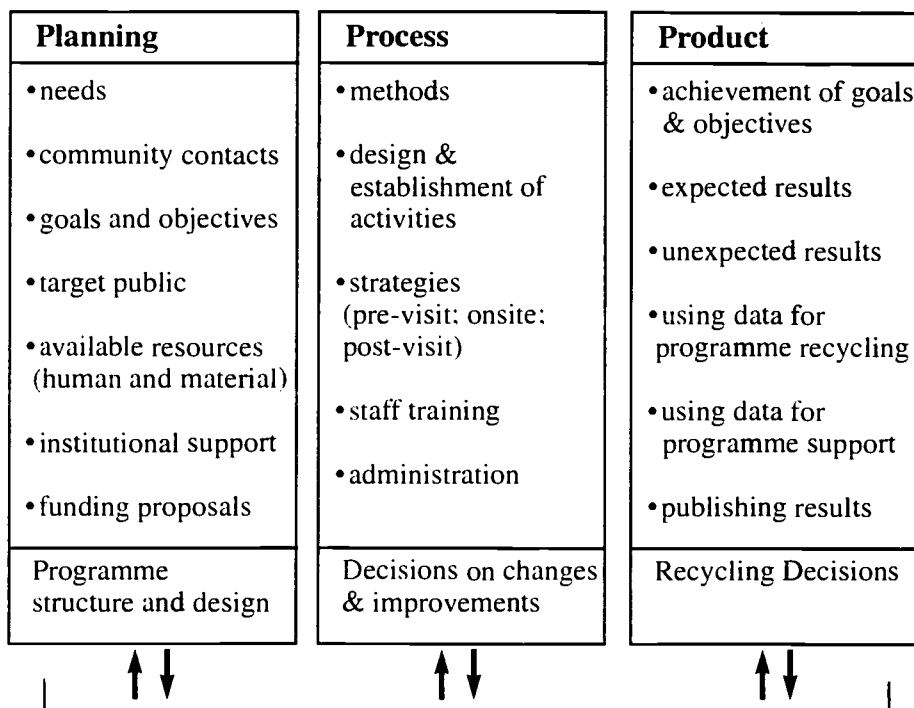 Planning
• needs
• community contacts
• goals and objectives
• target public
• available resources
(human and material)
• institutional support
• funding proposals
Programme
structure and design
Process
• methods
• design &
establishment of
activities
• strategies
(pre-visit; onsite;
post-visit)
• staff training
• administration
Decisions on changes
& improvements
Product
• achievement of goals
& objectives
• expected results
• unexpected results
• using data for
programme recycling
• using data for
programme support
• publishing results
Recycling Decisions